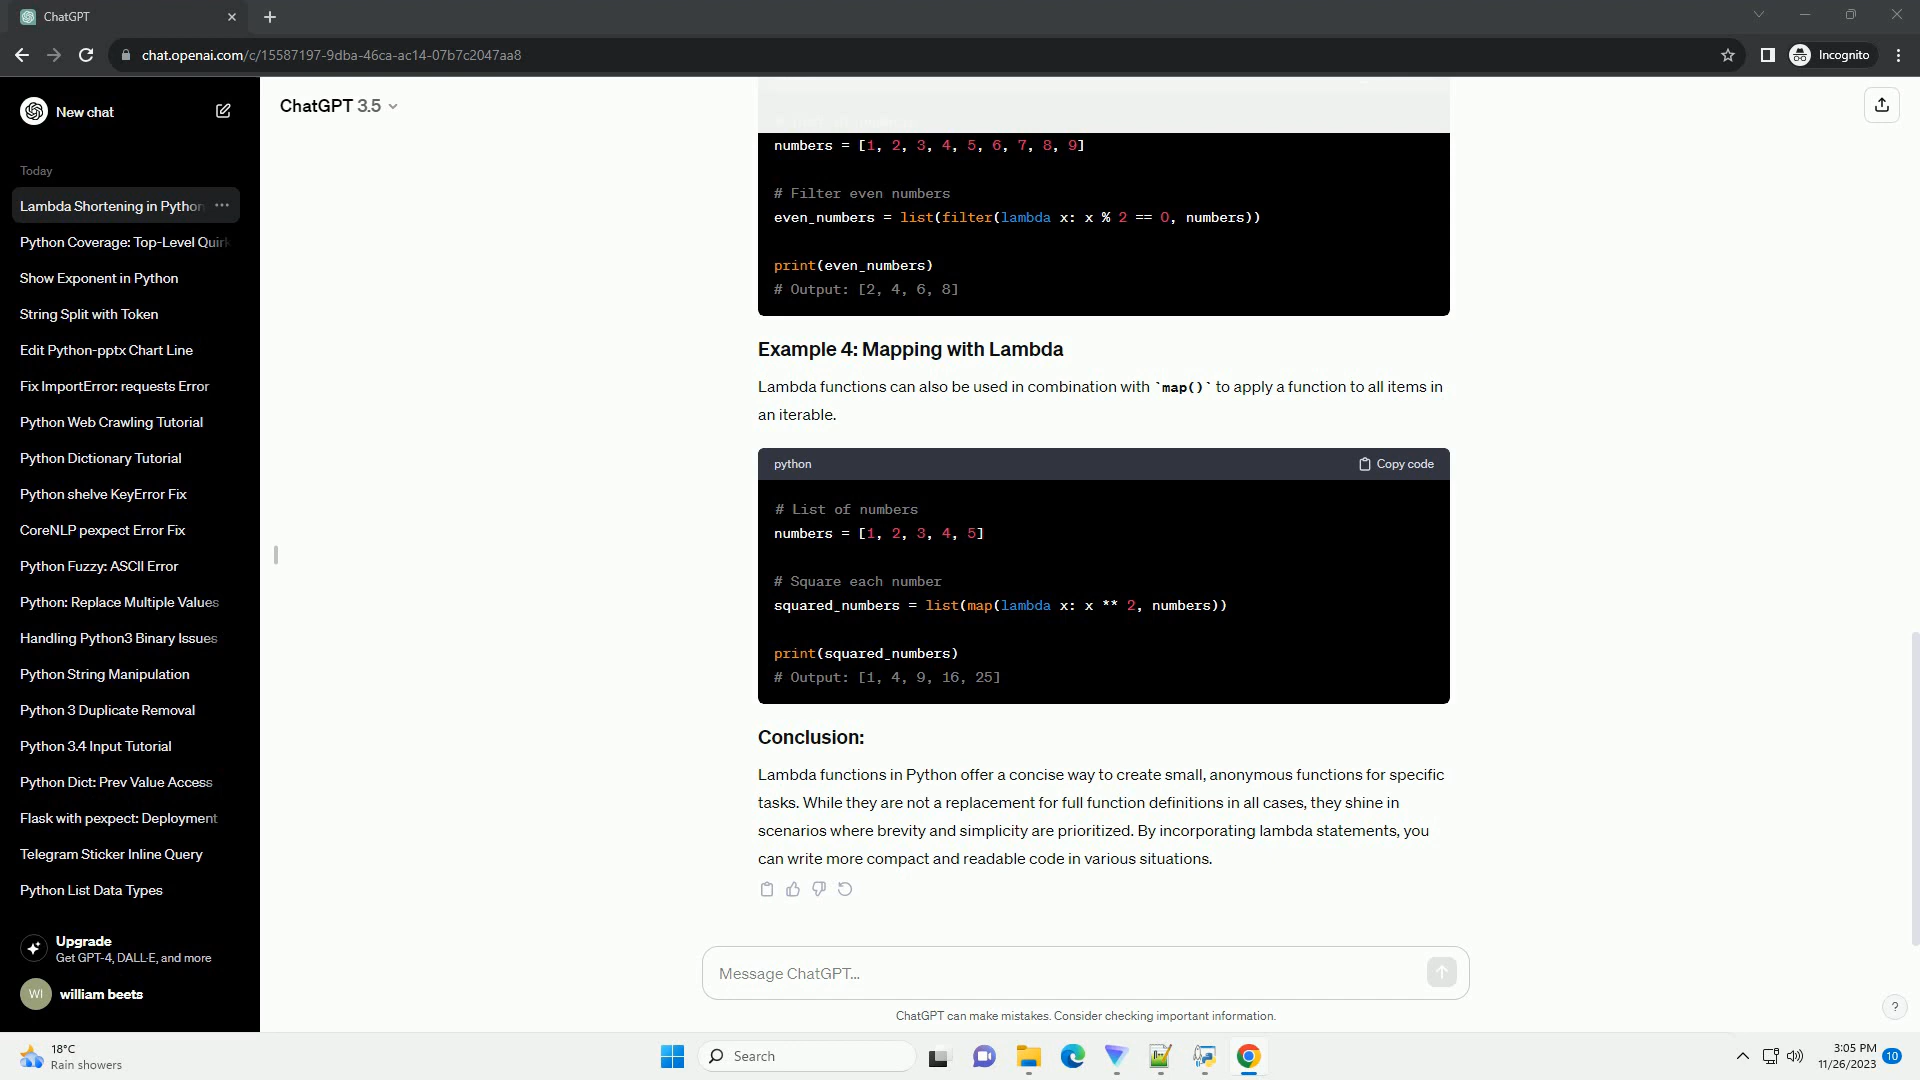 ChatGPT
chat.openai.com/c/15587197-9dba-46ca-ac14-07b7c2047aa8
Incognito
New chat
Today
Lambda Shortening in Python
Python Coverage: Top-Level Quirk
Show Exponent in Python
String Split with Token
Edit Python-pptx Chart Line
Fix ImportError: requests Error
Python Web Crawling Tutorial
Python Dictionary Tutorial
Python shelve KeyError Fix
CoreNLP pexpect Error Fix
Python Fuzzy: ASCII Error
Python: Replace Multiple Values
Handling Python3 Binary Issues
Python String Manipulation
Python 3 Duplicate Removal
Python 3.4 Input Tutorial
Python Dict: Prev Value Access
Flask with pexpect: Deployment
Telegram Sticker Inline Query
Python List Data Types
Upgrade
Get GPT-4, DALL·E, and more
WI
william beets
ChatGPT 3.5
numbers = [1, 2, 3, 4, 5, 6, 7, 8, 9]
# Filter even numbers
even_numbers = list(filter(lambda x: x % 2 == 0, numbers))
print(even_numbers)
# Output: [2, 4, 6, 8]
Example 4: Mapping with Lambda
Lambda functions can also be used in combination with `map()` to apply a function to all items in
an iterable.
python
Copy code
# List of numbers
numbers = [1, 2, 3, 4, 5]
# Square each number
squared_numbers = list(map(lambda x: x ** 2, numbers))
print(squared_numbers)
# Output: [1, 4, 9, 16, 25]
Conclusion:
Lambda functions in Python offer a concise way to create small, anonymous functions for specific
tasks. While they are not a replacement for full function definitions in all cases, they shine in
scenarios where brevity and simplicity are prioritized. By incorporating lambda statements, you
can write more compact and readable code in various situations.
Message ChatGPT...
ChatGPT can make mistakes. Consider checking important information.
?
18°C
Rain showers
Search
3:05 PM
11/26/2023
10